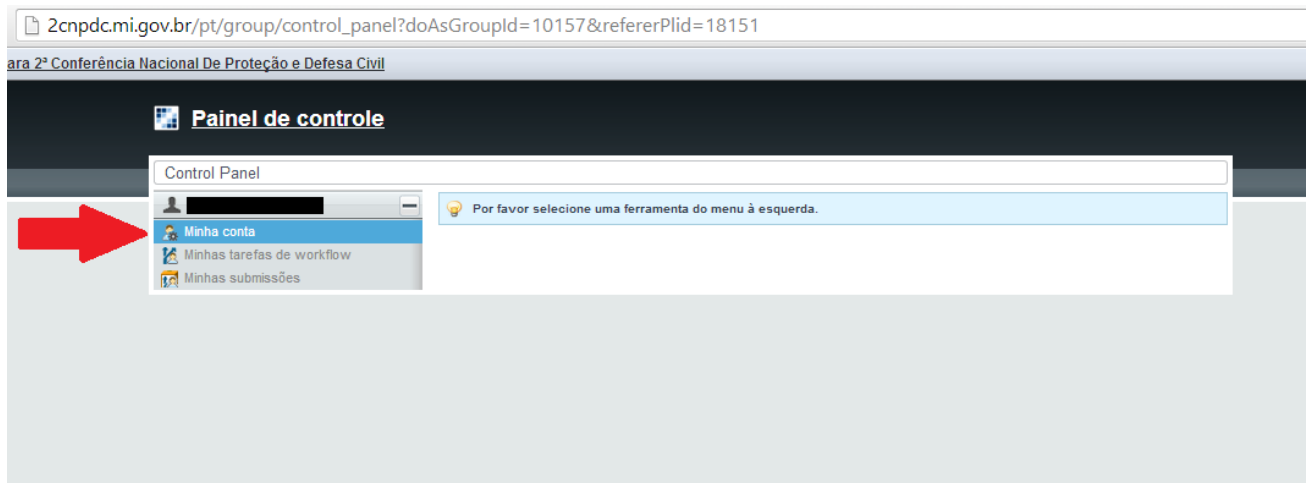 2cnpdc.mi.gov.br/pt/group/control_panel?doAsGroupId=10157&refererPlid=18151
ara 2ª Conferência Nacional De Proteção e Defesa Civil
Painel de controle
Control Panel
Por favor selecione uma ferramenta do menu à esquerda.
Minha conta
Minhas tarefas de workflow
Minhas submissões